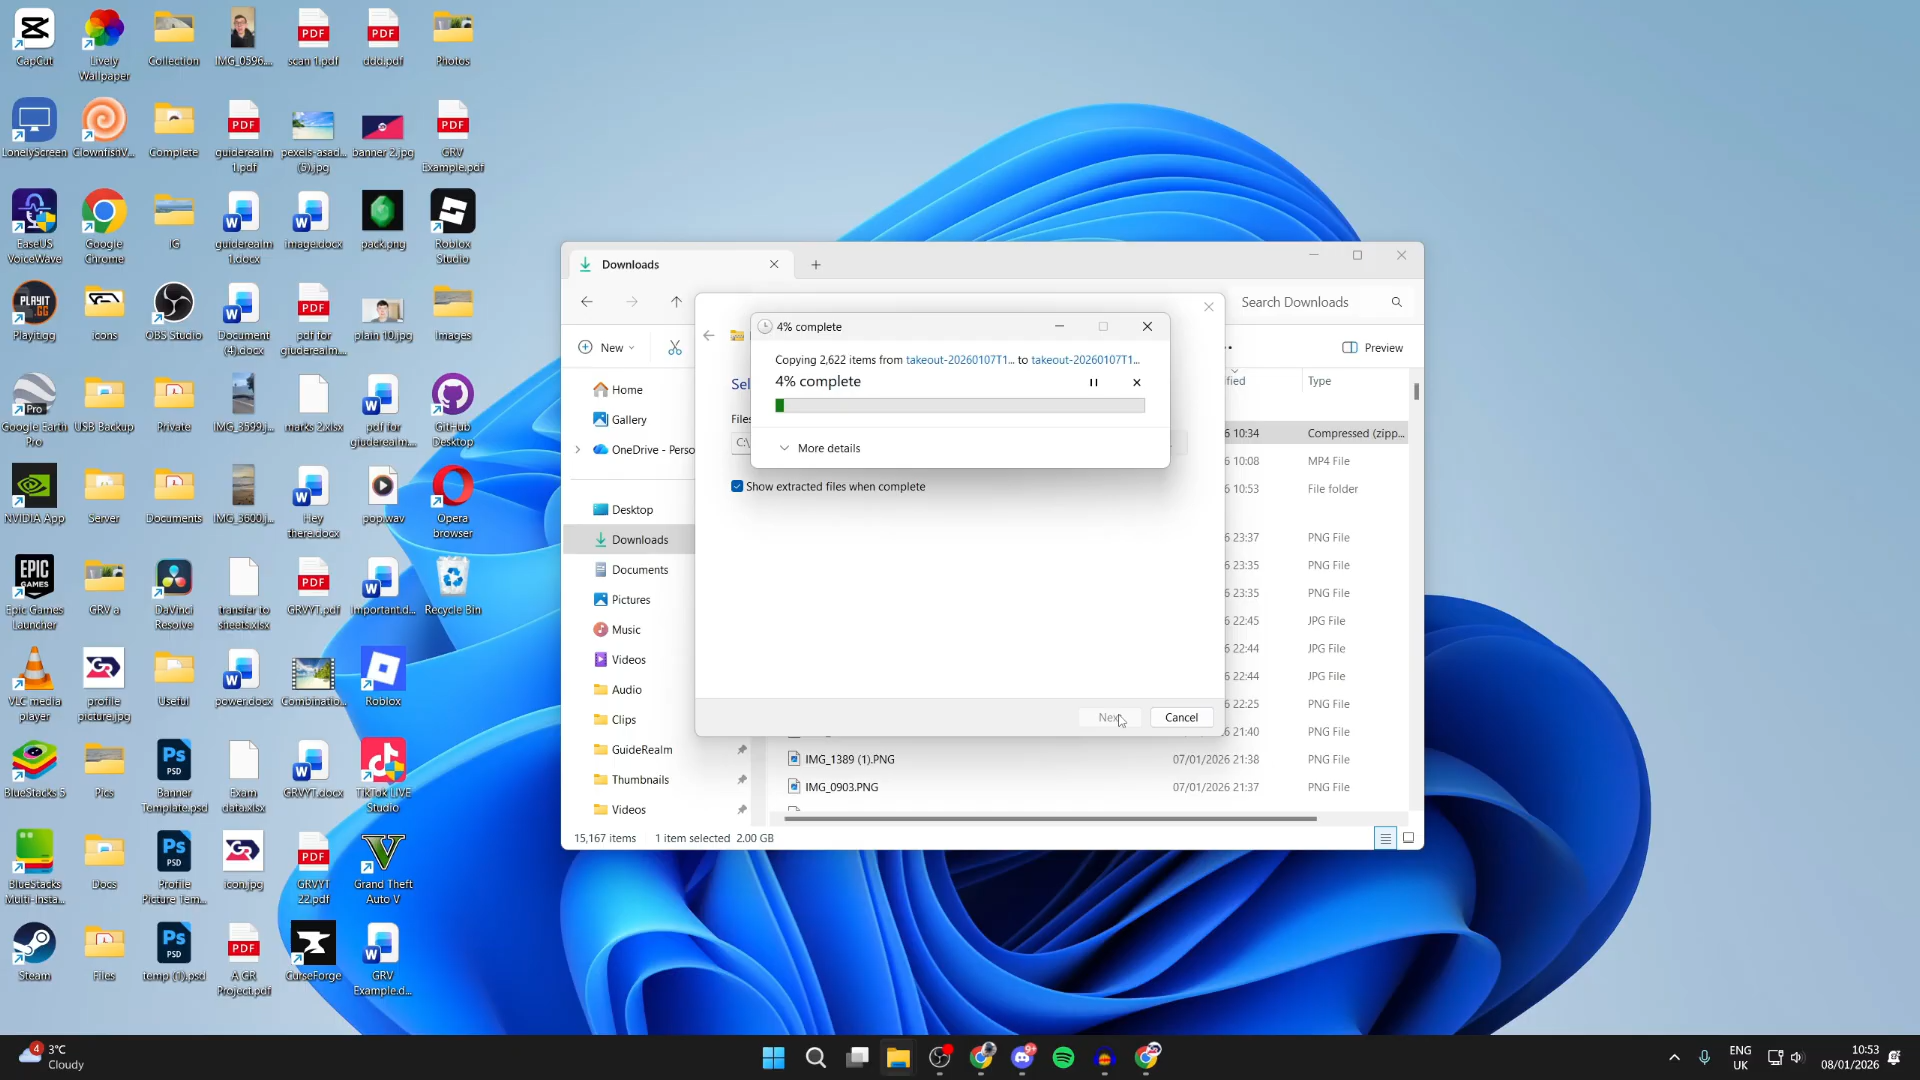 CapCut
Lively
Wallpaper
Collection
IMG_0596....
scan 1.pdf
ddd.pdf
Photos
LonelyScreen
ClownfishV...
Complete
guiderealm
1.pdf
pexels-asad...
(5).jpg
banner 2.jpg
GRV
Example.pdf
EaseUS
VoiceWave
Google
Chrome
IG
guiderealm
1.docx
image.docx
pack.png
Roblox
Studio
Playit.gg
icons
OBS Studio
Document
(4).docx
pdf for
giuderealm....
plain 10.jpg
Images
Google Earth
Pro
USB Backup
Private
IMG_3599.j...
marks 2.xlsx
pdf for
giuderealm....
GitHub
Desktop
NVIDIA App
Server
Documents
IMG_3600.j...
Hey
there.docx
pop.wav
Opera
browser
Epic Games
Launcher
GRV a
DaVinci
Resolve
transfer to
sheets.xlsx
GRVYT.pdf
Important.d...
Recycle Bin
VLC media
player
profile
picture.jpg
Useful
power.docx
Combinatio...
Roblox
BlueStacks 5
Pics
Banner
Template.psd
Exam
data.xlsx
GRVYT.docx
TikTok LIVE
Studio
BlueStacks
Multi-Insta...
Docs
Profile
Picture Tem...
icon.jpg
GRVYT
22.pdf
Grand Theft
Auto V
Steam
Files
temp (1).psd
A GR
Project.pdf
CurseForge
GRV
Example.d...
Downloads
Search Downloads
New
Preview
Home
Gallery
OneDrive - Perso
Desktop
Downloads
Documents
Pictures
Music
Videos
Audio
Clips
GuideRealm
Thumbnails
Videos
4% complete
Copying 2,622 items from takeout-20260107T1... to takeout-20260107T1...
4% complete
More details
Sel
Files
C:\
Show extracted files when complete
Next
Cancel
fied Type
6 10:34 Compressed (zipp...
6 10:08 MP4 File
6 10:53 File folder
6 23:37 PNG File
6 23:35 PNG File
6 23:35 PNG File
6 22:45 JPG File
6 22:44 JPG File
6 22:44 JPG File
6 22:25 PNG File
6 21:40 PNG File
IMG_1389 (1).PNG 07/01/2026 21:38 PNG File
IMG_0903.PNG 07/01/2026 21:37 PNG File
15,167 items 1 item selected 2.00 GB
4
3°C
Cloudy
9+
ENG
UK
10:53
08/01/2026